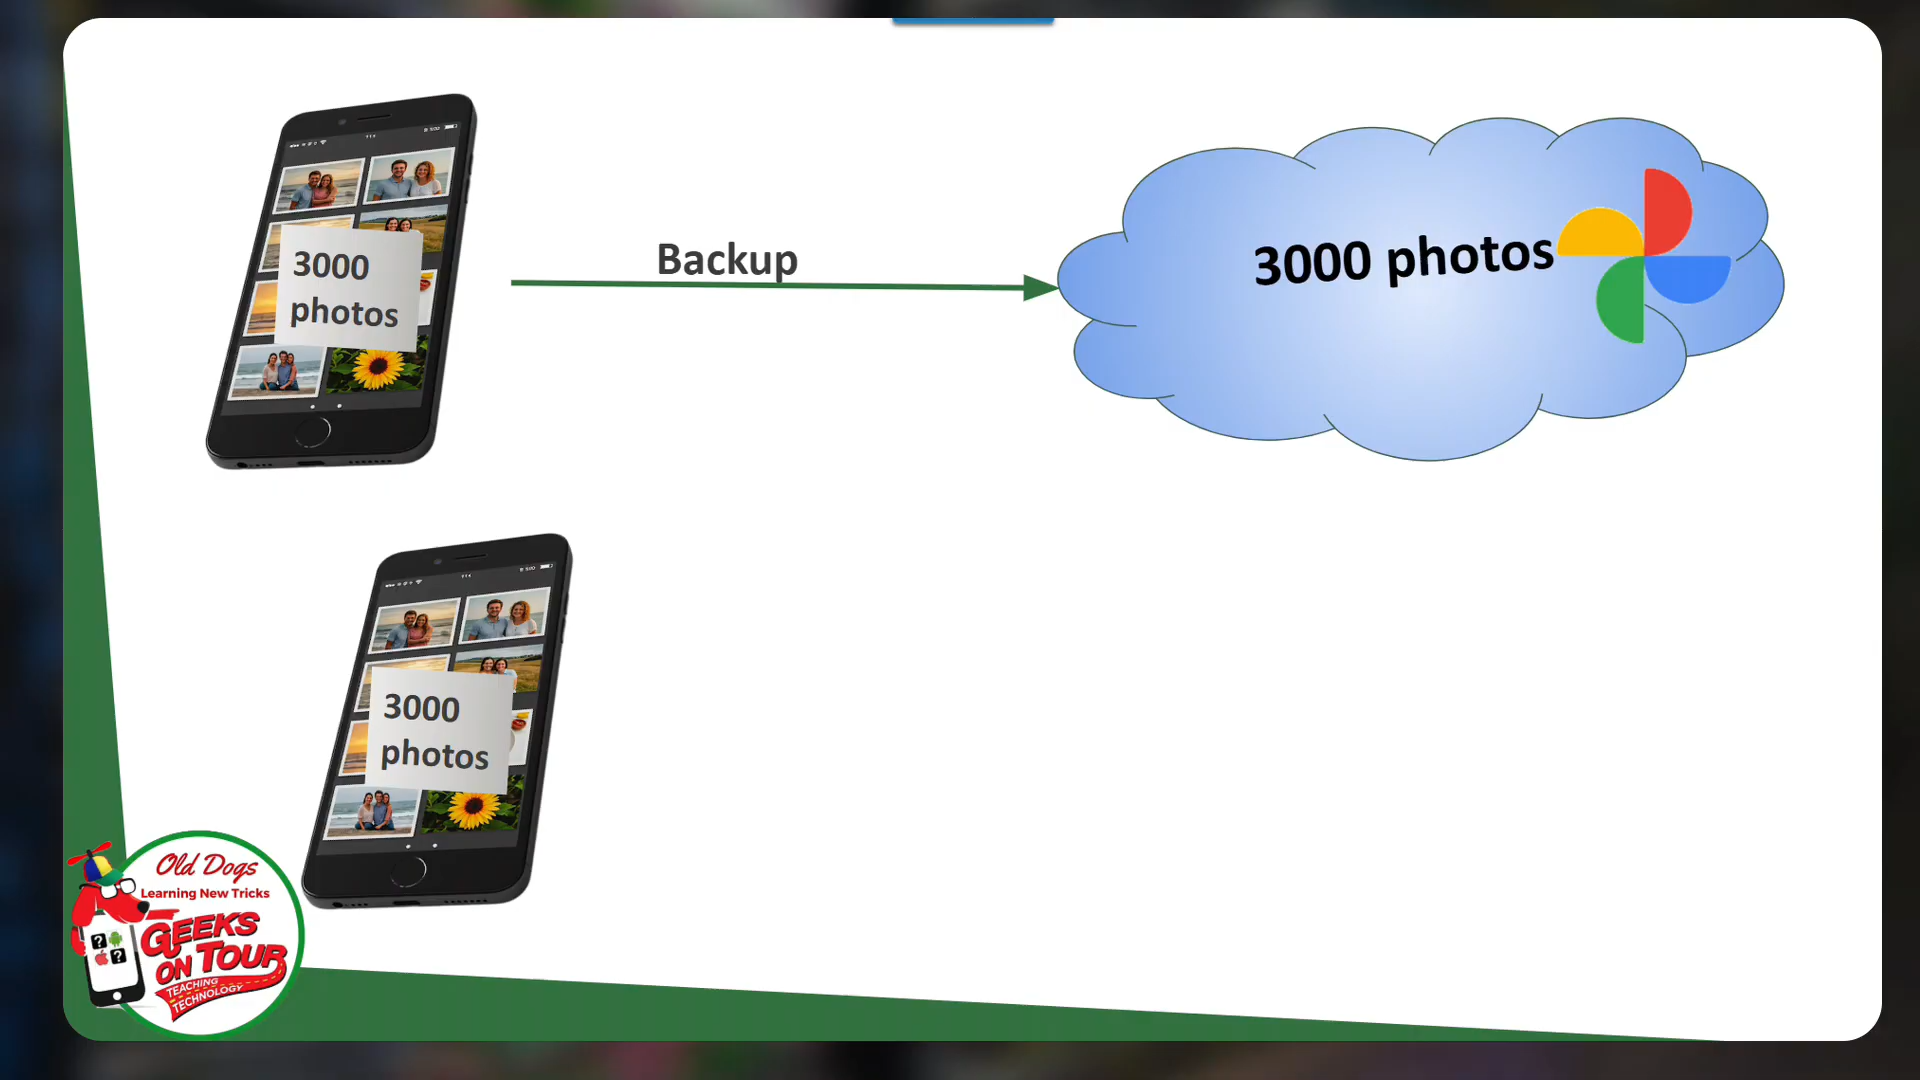 3000
photos
Backup
3000 photos
3000
photos
Old Dogs
Learning New Tricks
GEEKS
ON TOUR
TEACHING
TECHNOLOGY
? 
?